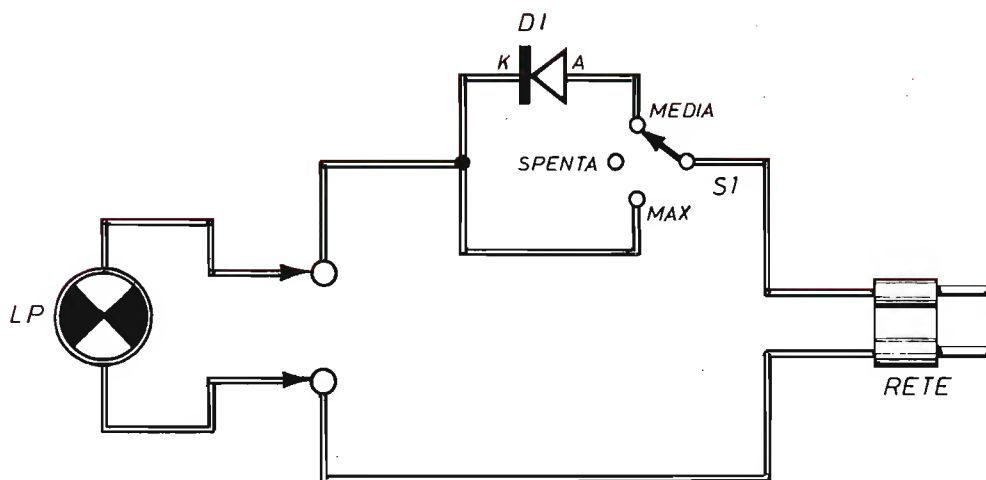 D1
K
A
MEDIA
SPENTA
S1
MAX
LP
RETE